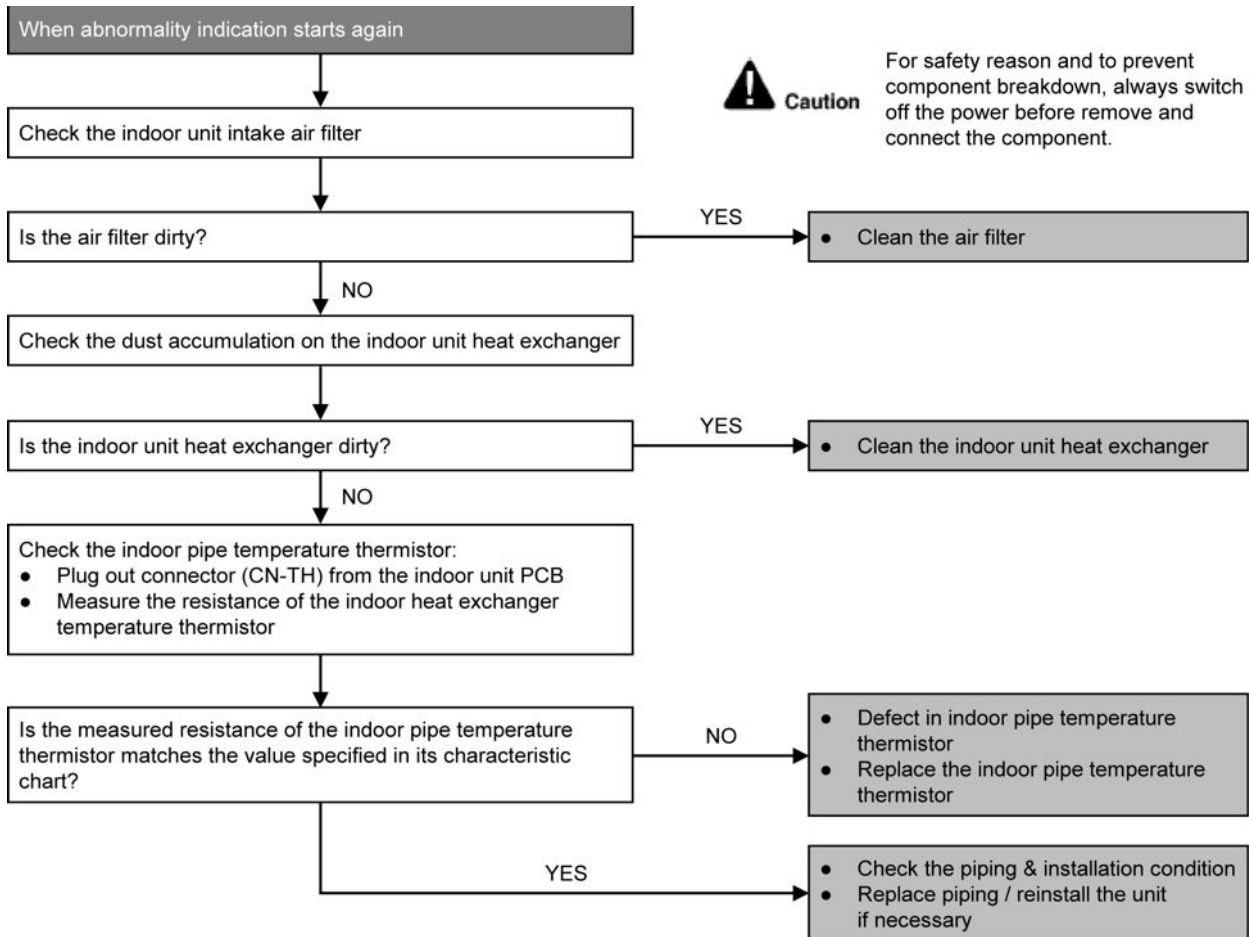 When abnormality indication starts again
Caution
For safety reason and to prevent
component breakdown, always switch
off the power before remove and
connect the component.
Check the indoor unit intake air filter
Is the air filter dirty?
YES
● Clean the air filter
NO
Check the dust accumulation on the indoor unit heat exchanger
Is the indoor unit heat exchanger dirty?
YES
● Clean the indoor unit heat exchanger
NO
Check the indoor pipe temperature thermistor:
● Plug out connector (CN-TH) from the indoor unit PCB
● Measure the resistance of the indoor heat exchanger
temperature thermistor
Is the measured resistance of the indoor pipe temperature
thermistor matches the value specified in its characteristic
chart?
NO
● Defect in indoor pipe temperature
thermistor
● Replace the indoor pipe temperature
thermistor
YES
● Check the piping & installation condition
● Replace piping / reinstall the unit
if necessary